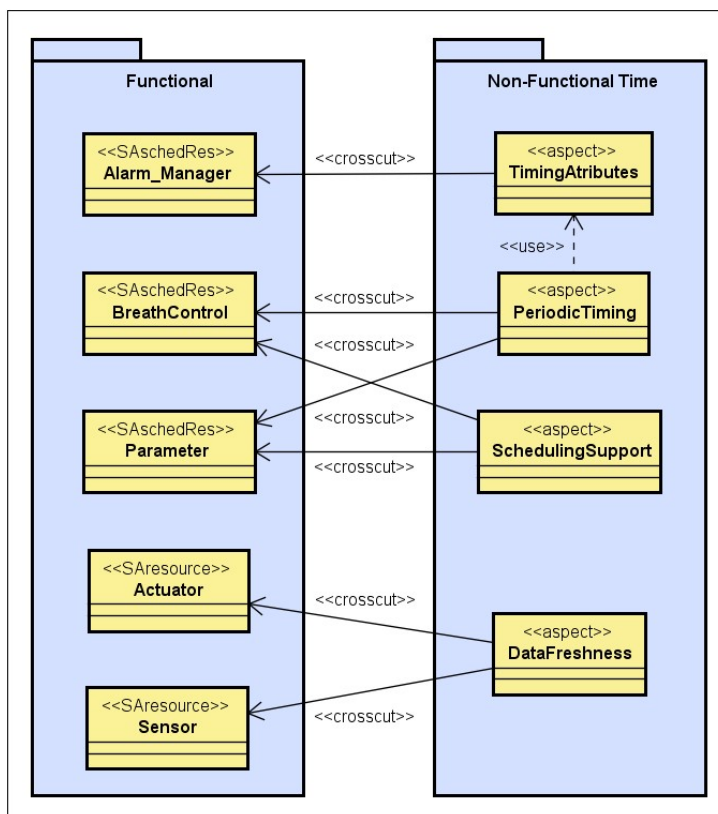 Functional
Non-Functional Time
<<SAschedRes>>
Alarm_Manager
<<crosscut>>
<<aspect>>
TimingAtributes
<<use>>
<<SAschedRes>>
BreathControl
<<crosscut>>
<<aspect>>
PeriodicTiming
<<crosscut>>
<<SAschedRes>>
Parameter
<<crosscut>>
<<crosscut>>
<<aspect>>
SchedulingSupport
<<SAresource>>
Actuator
<<crosscut>>
<<aspect>>
DataFreshness
<<SAresource>>
Sensor
<<crosscut>>